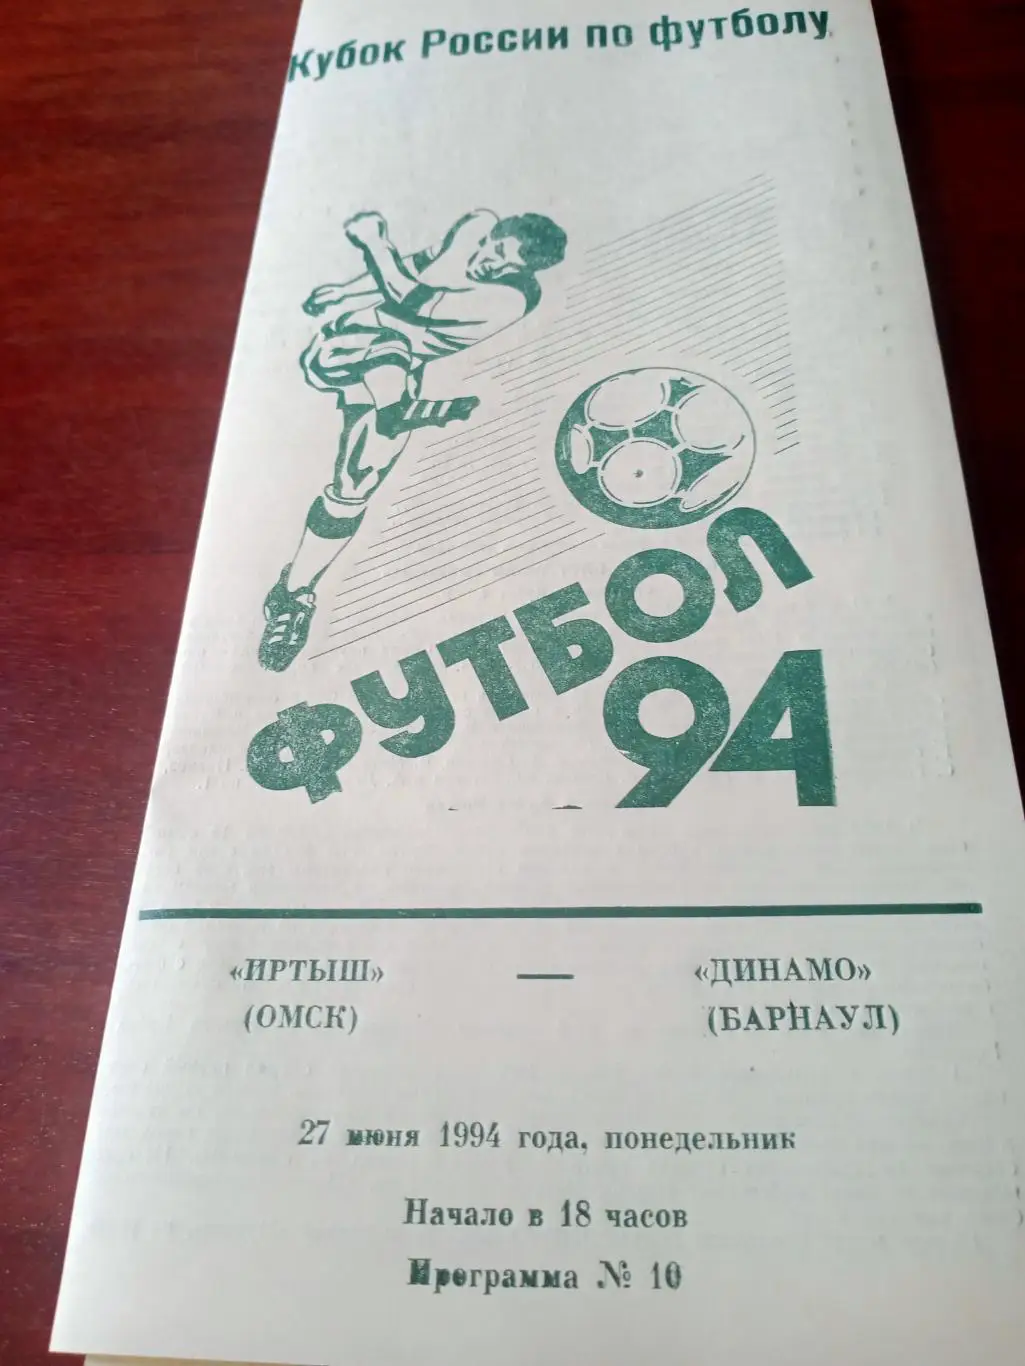 Кубок России по футболу
ФУТБОЛ
94
«ИРТЫШ» — «ДИНАМО»
(ОМСК) (БАРНАУЛ)
27 июня 1994 года, понедельник
Начало в 18 часов
Программа № 10